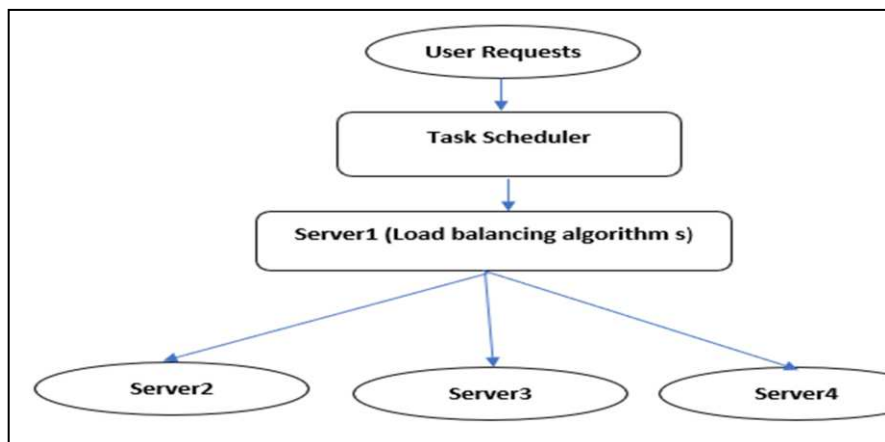 User Requests
Task Scheduler
Server1 (Load balancing algorithm s)
Server2
Server3
Server4